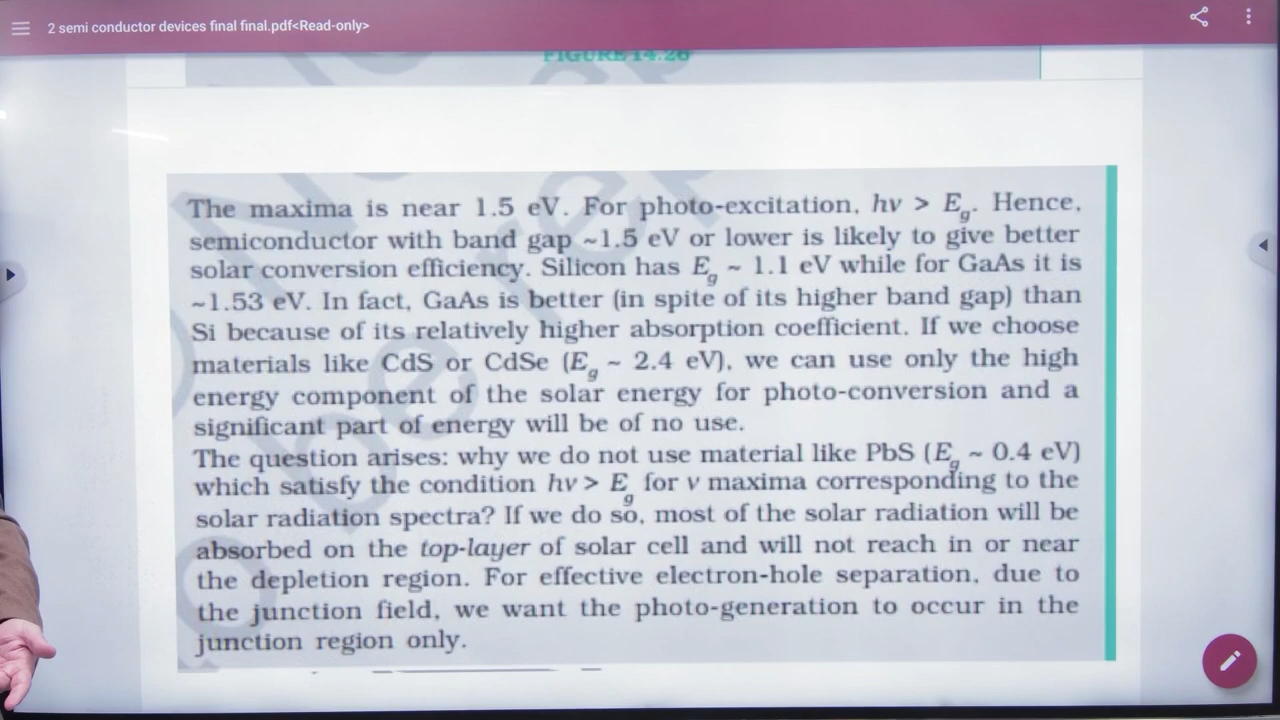 2 semi conductor devices final final.pdf<Read-only>
FIGURE 14.26
The maxima is near 1.5 eV. For photo-excitation, hν > Eg. Hence,
semiconductor with band gap ~1.5 eV or lower is likely to give better
solar conversion efficiency. Silicon has Eg ~ 1.1 eV while for GaAs it is
~1.53 eV. In fact, GaAs is better (in spite of its higher band gap) than
Si because of its relatively higher absorption coefficient. If we choose
materials like CdS or CdSe (Eg ~ 2.4 eV), we can use only the high
energy component of the solar energy for photo-conversion and a
significant part of energy will be of no use.
The question arises: why we do not use material like PbS (Eg ~ 0.4 eV)
which satisfy the condition hν > Eg for ν maxima corresponding to the
solar radiation spectra? If we do so, most of the solar radiation will be
absorbed on the top-layer of solar cell and will not reach in or near
the depletion region. For effective electron-hole separation, due to
the junction field, we want the photo-generation to occur in the
junction region only.